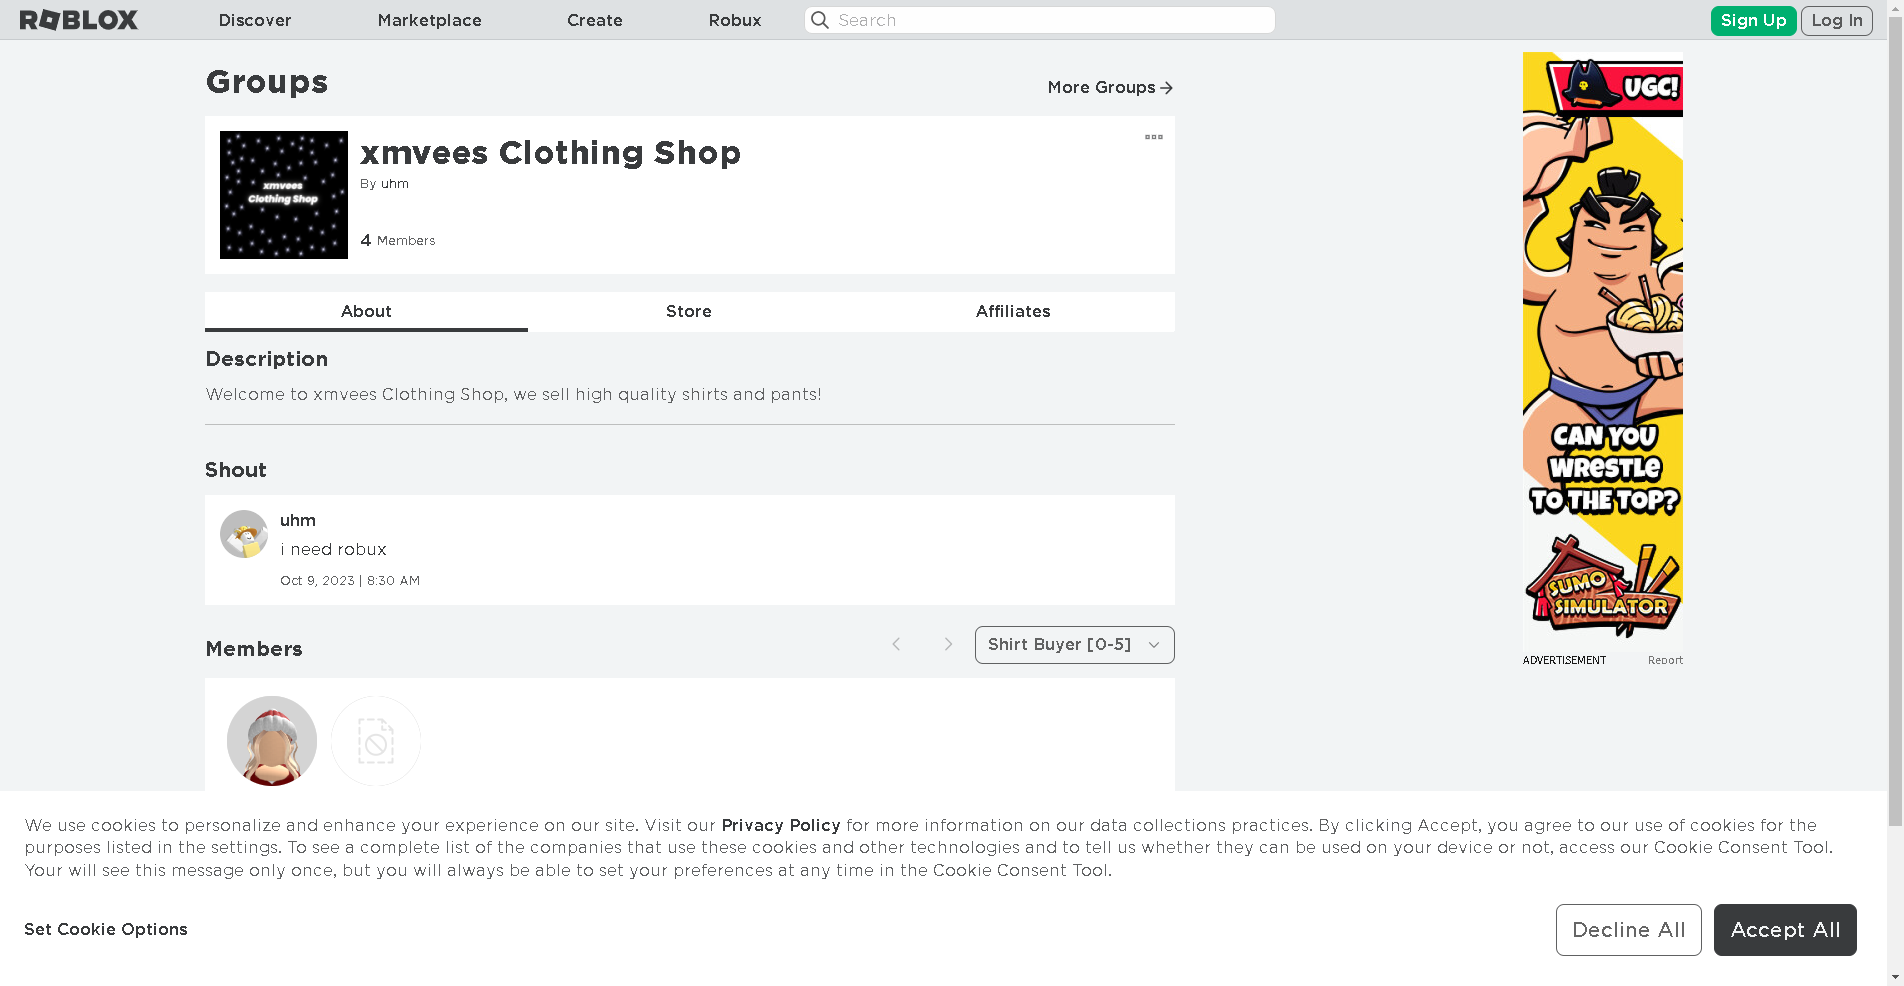 ROBLOX
Discover
Marketplace
Create
Robux
Search
Sign Up
Log In
Groups
More Groups
xmvees
Clothing Shop
xmvees Clothing Shop
By uhm
4 Members
About
Store
Affiliates
Description
Welcome to xmvees Clothing Shop, we sell high quality shirts and pants!
Shout
uhm
i need robux
Oct 9, 2023 | 8:30 AM
Members
Shirt Buyer [0-5]
UGC!
CAN YOU
WRESTLE
TO THE TOP?
SUMO
SIMULATOR
ADVERTISEMENT
Report
We use cookies to personalize and enhance your experience on our site. Visit our Privacy Policy for more information on our data collections practices. By clicking Accept, you agree to our use of cookies for the
purposes listed in the settings. To see a complete list of the companies that use these cookies and other technologies and to tell us whether they can be used on your device or not, access our Cookie Consent Tool.
Your will see this message only once, but you will always be able to set your preferences at any time in the Cookie Consent Tool.
Set Cookie Options
Decline All
Accept All